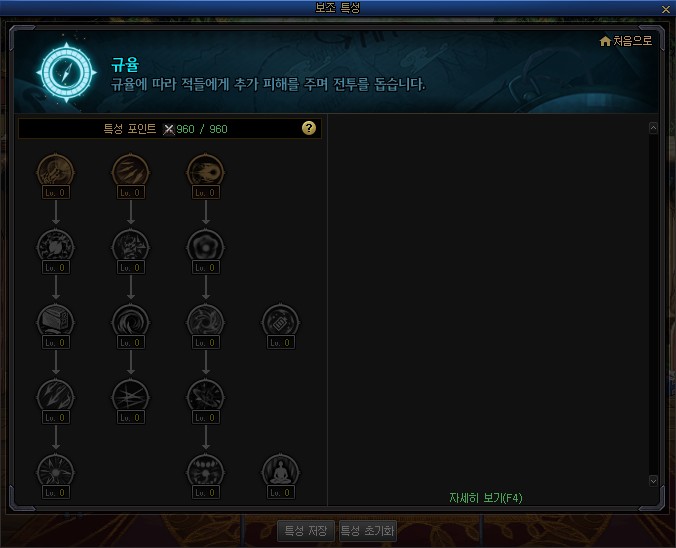 보조 특성
처음으로
규율
규율에 따라 적들에게 추가 피해를 주며 전투를 돕습니다.
특성 포인트 960 / 960 ?
Lv. 0 Lv. 0 Lv. 0
Lv. 0 Lv. 0 Lv. 0
Lv. 0 Lv. 0 Lv. 0 Lv. 0
Lv. 0 Lv. 0 Lv. 0
Lv. 0 Lv. 0 Lv. 0
자세히 보기(F4)
특성 저장 특성 초기화